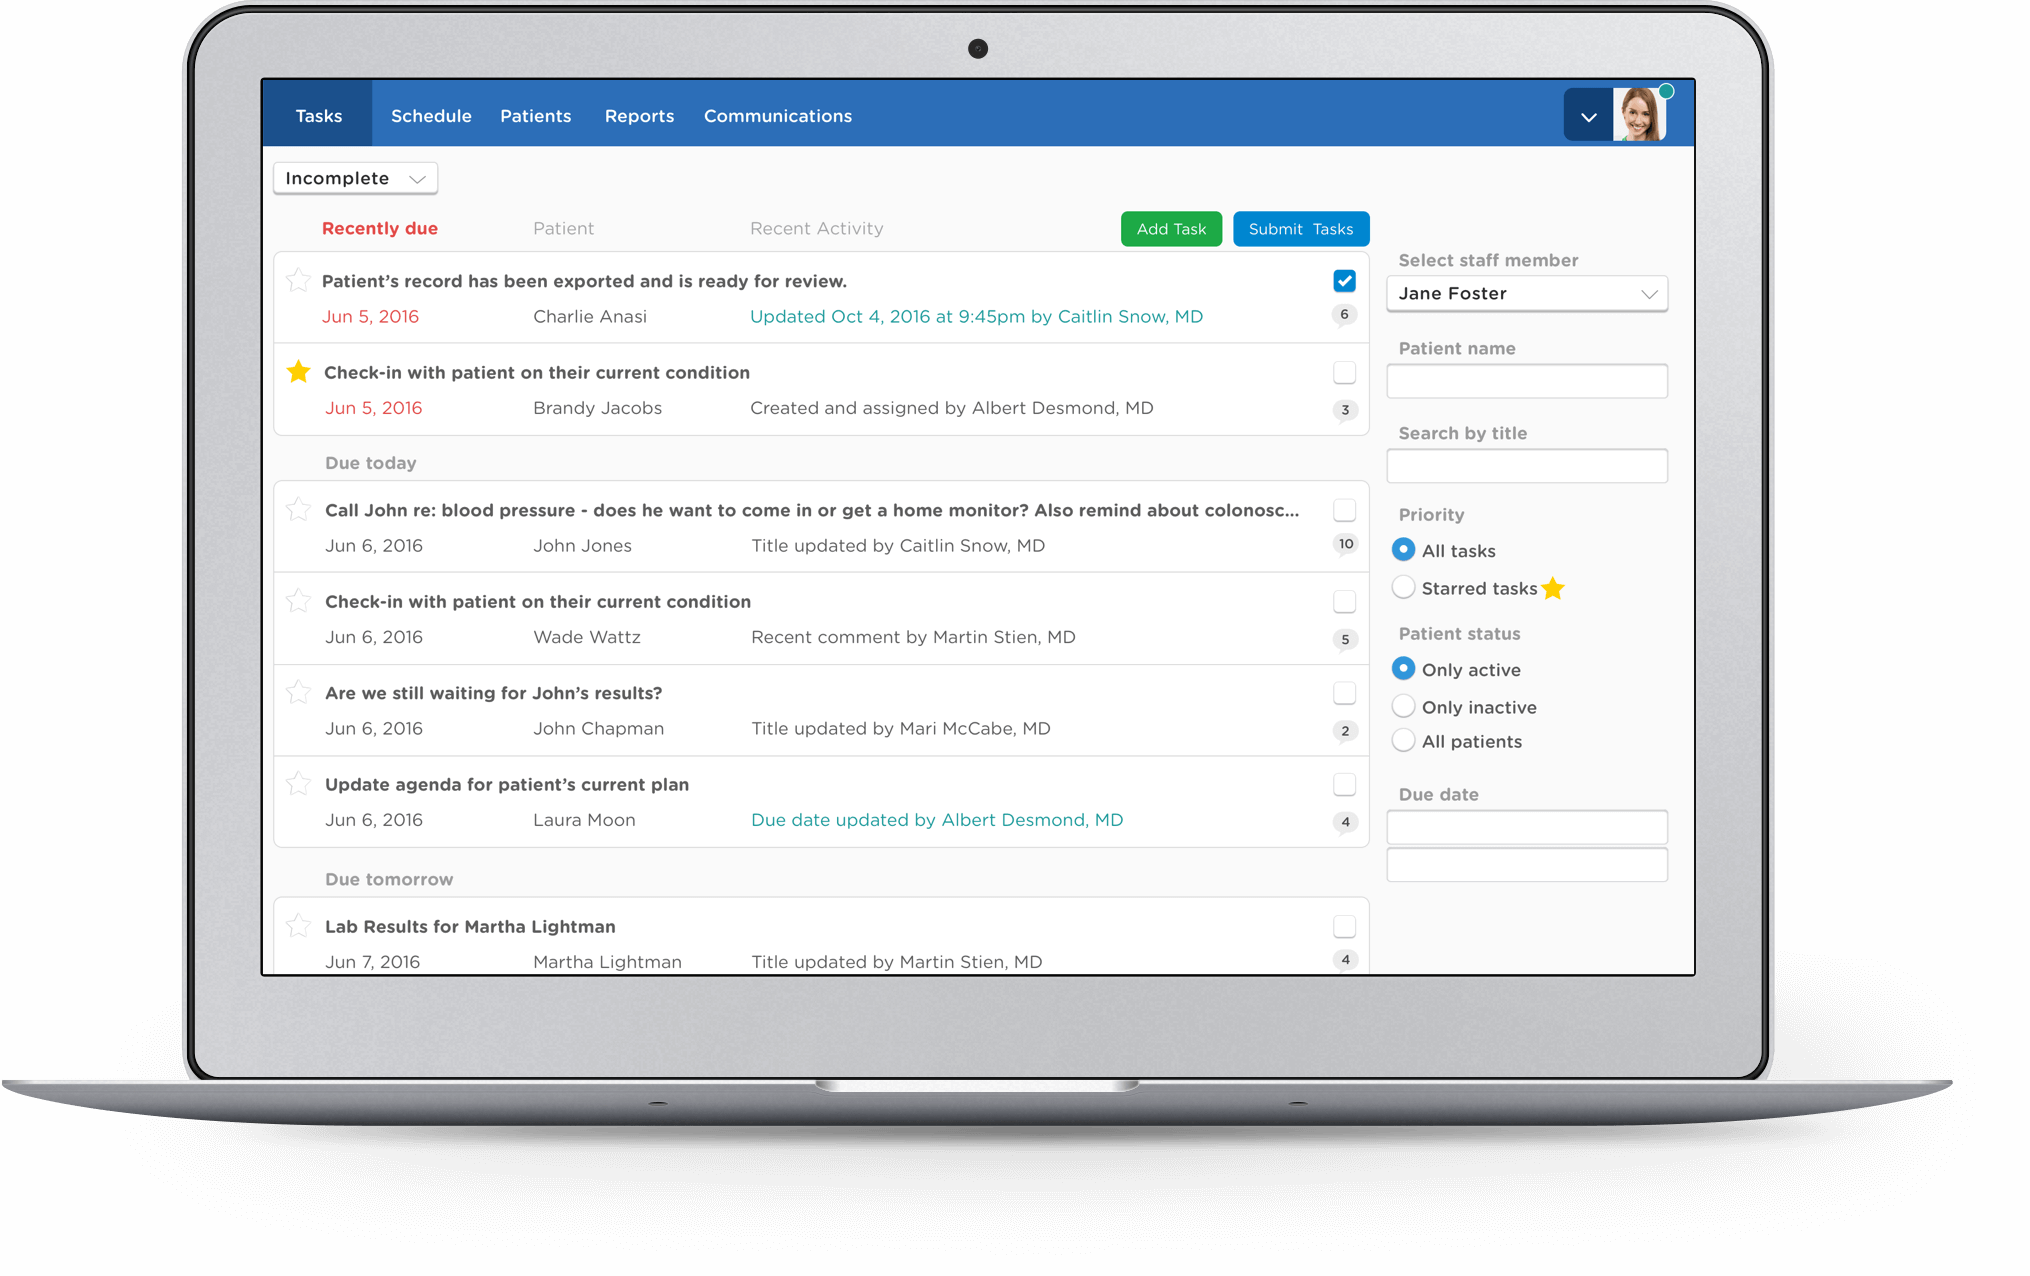 Tasks Schedule Patients Reports Communications
Incomplete
Recently due Patient Recent Activity Add Task Submit Tasks
Patient’s record has been exported and is ready for review.
Jun 5, 2016 Charlie Anasi Updated Oct 4, 2016 at 9:45pm by Caitlin Snow, MD 6
Check-in with patient on their current condition
Jun 5, 2016 Brandy Jacobs Created and assigned by Albert Desmond, MD 3
Due today
Call John re: blood pressure - does he want to come in or get a home monitor? Also remind about colonosc...
Jun 6, 2016 John Jones Title updated by Caitlin Snow, MD 10
Check-in with patient on their current condition
Jun 6, 2016 Wade Wattz Recent comment by Martin Stien, MD 5
Are we still waiting for John’s results?
Jun 6, 2016 John Chapman Title updated by Mari McCabe, MD 2
Update agenda for patient’s current plan
Jun 6, 2016 Laura Moon Due date updated by Albert Desmond, MD 4
Due tomorrow
Lab Results for Martha Lightman
Jun 7, 2016 Martha Lightman Title updated by Martin Stien, MD 4
Select staff member
Jane Foster
Patient name
Search by title
Priority
All tasks
Starred tasks
Patient status
Only active
Only inactive
All patients
Due date